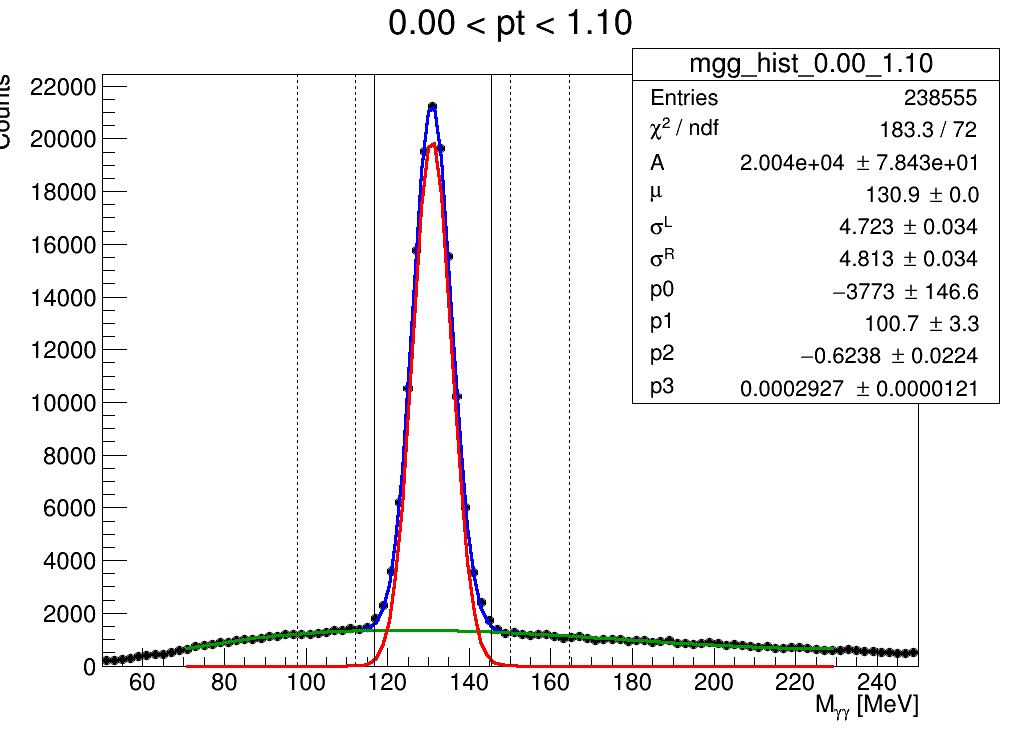 0.00 < pt < 1.10
mgg_hist_0.00_1.10
Entries 238555
χ² / ndf 183.3 / 72
A 2.004e+04 ± 7.843e+01
μ 130.9 ± 0.0
σᴸ 4.723 ± 0.034
σᴿ 4.813 ± 0.034
p0 −3773 ± 146.6
p1 100.7 ± 3.3
p2 −0.6238 ± 0.0224
p3 0.0002927 ± 0.0000121
Counts
22000
20000
18000
16000
14000
12000
10000
8000
6000
4000
2000
0
60 80 100 120 140 160 180 200 220 240
Mγγ [MeV]